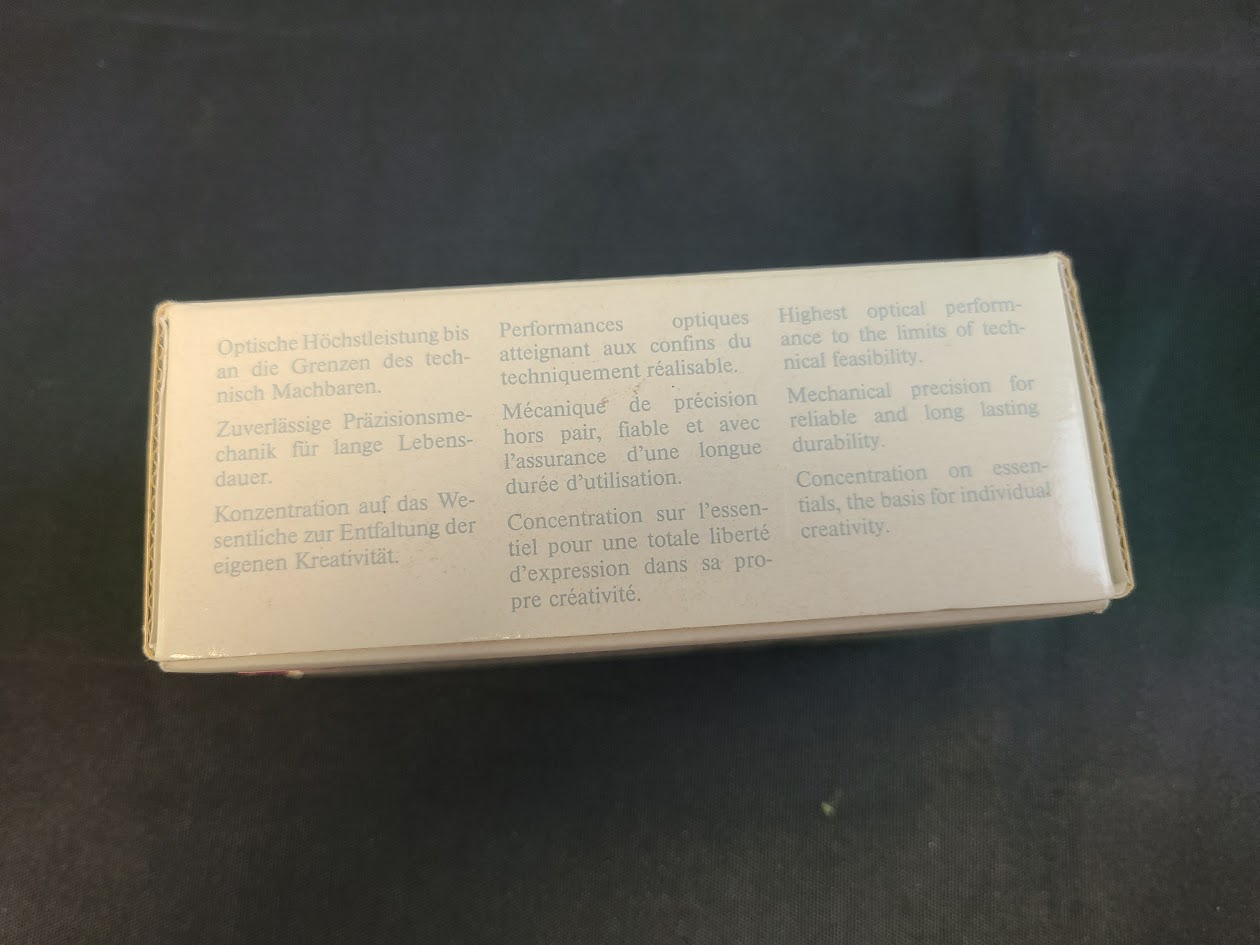 Optische Höchstleistung bis
an die Grenzen des tech-
nisch Machbaren.
Zuverlässige Präzisionsme-
chanik für lange Lebens-
dauer.
Konzentration auf das We-
sentliche zur Entfaltung der
eigenen Kreativität.
Performances optiques
atteignant aux confins du
techniquement réalisable.
Mécanique de précision
hors pair, fiable et avec
l'assurance d'une longue
durée d'utilisation.
Concentration sur l'essen-
tiel pour une totale liberté
d'expression dans sa pro-
pre créativité.
Highest optical perform-
ance to the limits of tech-
nical feasibility.
Mechanical precision for
reliable and long lasting
durability.
Concentration on essen-
tials, the basis for individual
creativity.